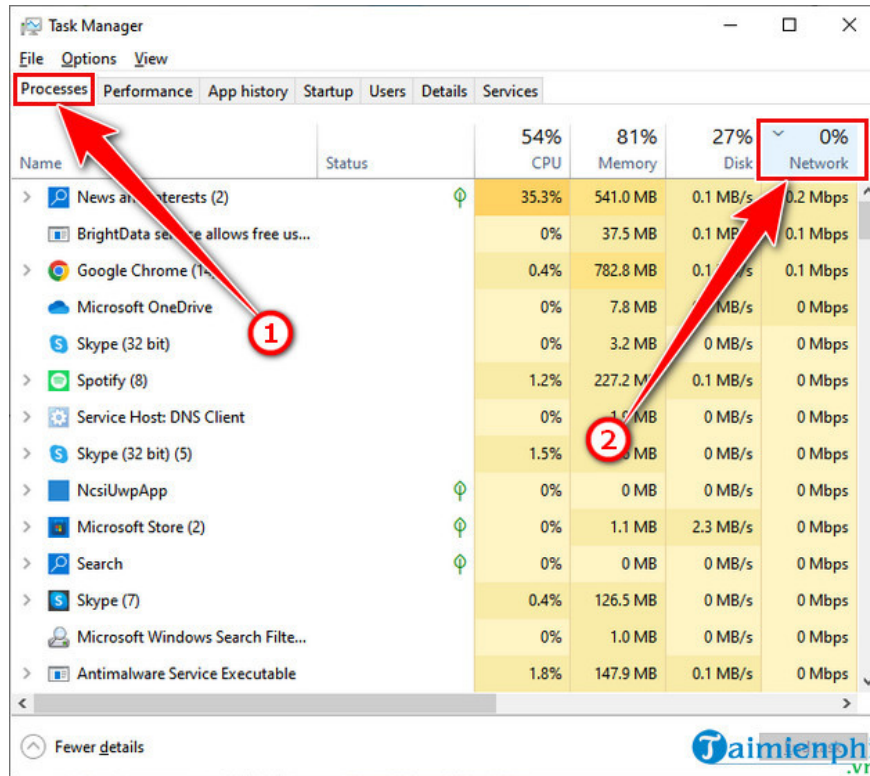 Task Manager
File Options View
Processes Performance App history Startup Users Details Services
54% 81% 27% 0%
Name Status CPU Memory Disk Network
News and Interests (2) 35.3% 541.0 MB 0.1 MB/s 0.2 Mbps
BrightData service allows free us... 0% 37.5 MB 0.1 0.1 Mbps
Google Chrome 0.4% 782.8 MB 0.1 0.1 Mbps
Microsoft OneDrive 0% 7.8 MB MB/s 0 Mbps
Skype (32 bit) 0% 3.2 MB 0 MB/s 0 Mbps
1
Spotify (8) 1.2% 227.2 0.1 MB/s 0 Mbps
Service Host: DNS Client 0% MB 0 MB/s 0 Mbps
2
Skype (32 bit) (5) 1.5% MB 0 MB/s 0 Mbps
NcsiUwpApp 0% 0 MB 0 MB/s 0 Mbps
Microsoft Store (2) 0% 1.1 MB 2.3 MB/s 0 Mbps
Search 0% 0 MB 0 MB/s 0 Mbps
Skype (7) 0.4% 126.5 MB 0 MB/s 0 Mbps
Microsoft Windows Search Filte... 0% 1.0 MB 0 MB/s 0 Mbps
Antimalware Service Executable 1.8% 147.9 MB 0.1 MB/s 0 Mbps
Fewer details
Taimienph
.vn